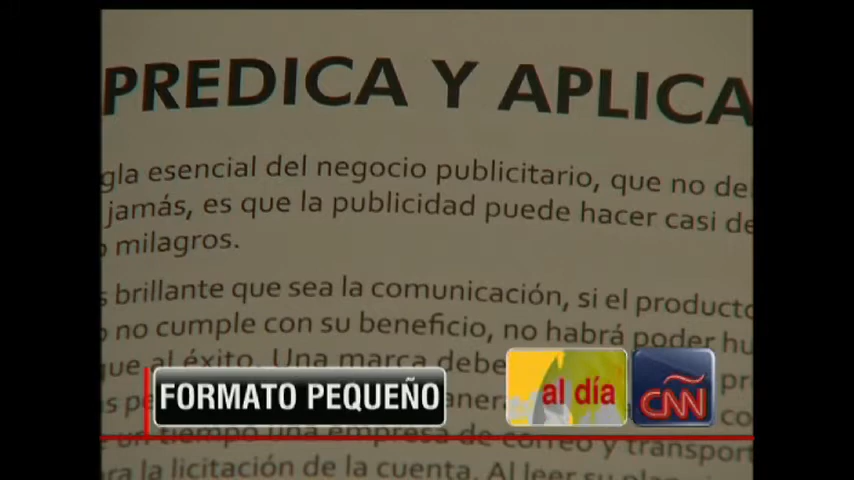 PREDICA Y APLICA
gla esencial del negocio publicitario, que no de
jamás, es que la publicidad puede hacer casi de
milagros.
brillante que sea la comunicación, si el producto
no cumple con su beneficio, no habrá poder hu
gue al éxito. Una marca debe
FORMATO PEQUEÑO
al día
CNN
un tiempo una empresa de correo y transport
ra la licitación de la cuenta. Al leer su